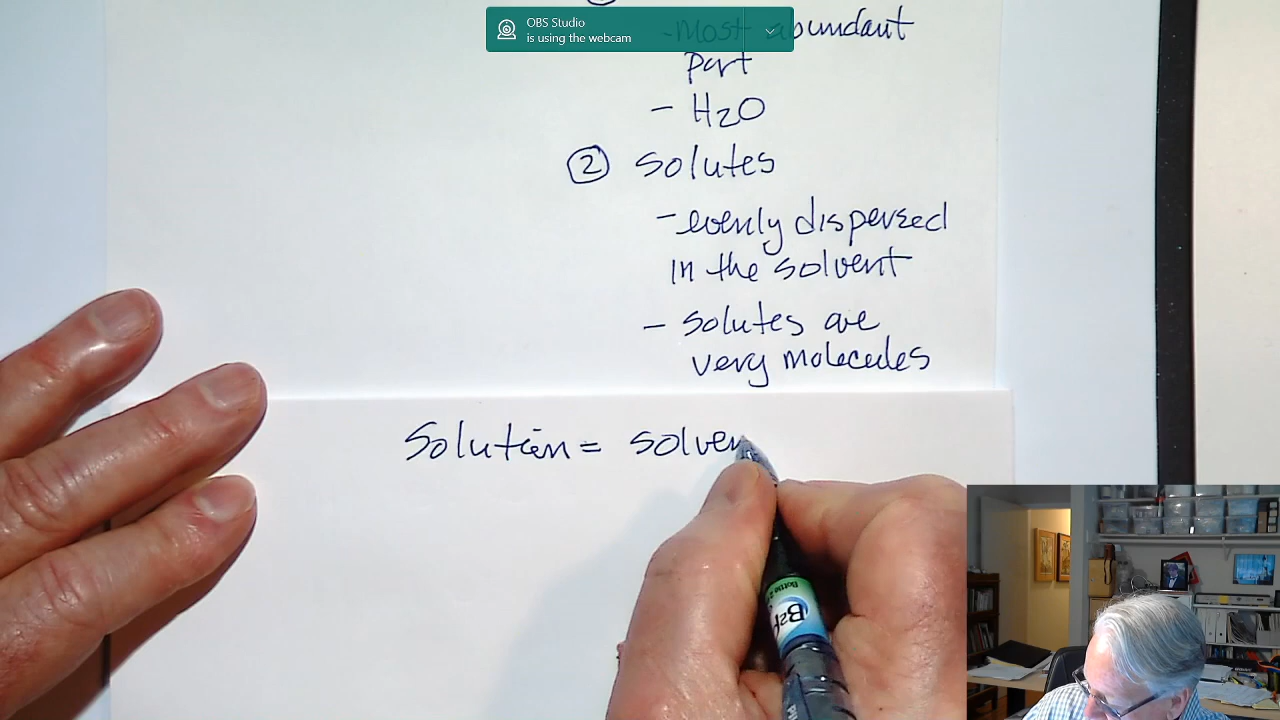 OBS Studio
is using the webcam
-most abundant
part
- H2O
② Solutes
- evenly dispersed
in the solvent
- solutes are
very molecules
Solution = solven
B2P